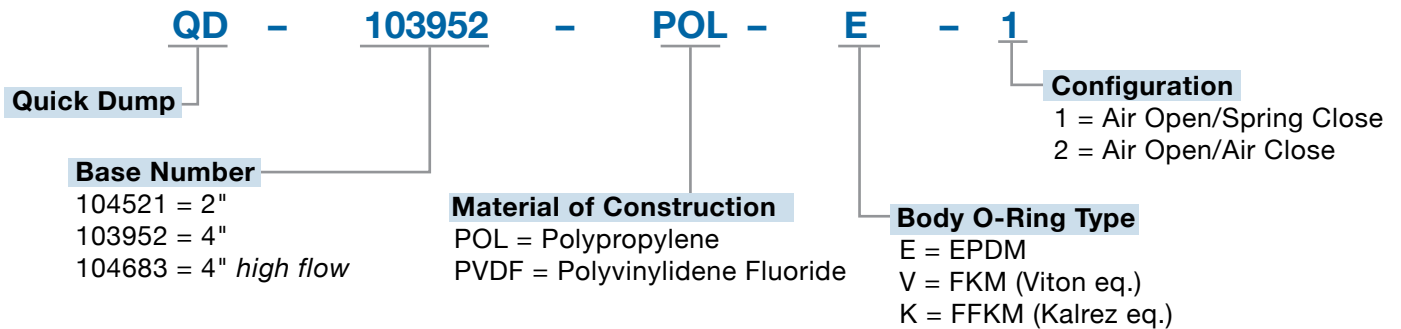 QD – 103952 – POL – E – 1
Quick Dump
Base Number
104521 = 2"
103952 = 4"
104683 = 4" high flow
Material of Construction
POL = Polypropylene
PVDF = Polyvinylidene Fluoride
Body O-Ring Type
E = EPDM
V = FKM (Viton eq.)
K = FFKM (Kalrez eq.)
Configuration
1 = Air Open/Spring Close
2 = Air Open/Air Close